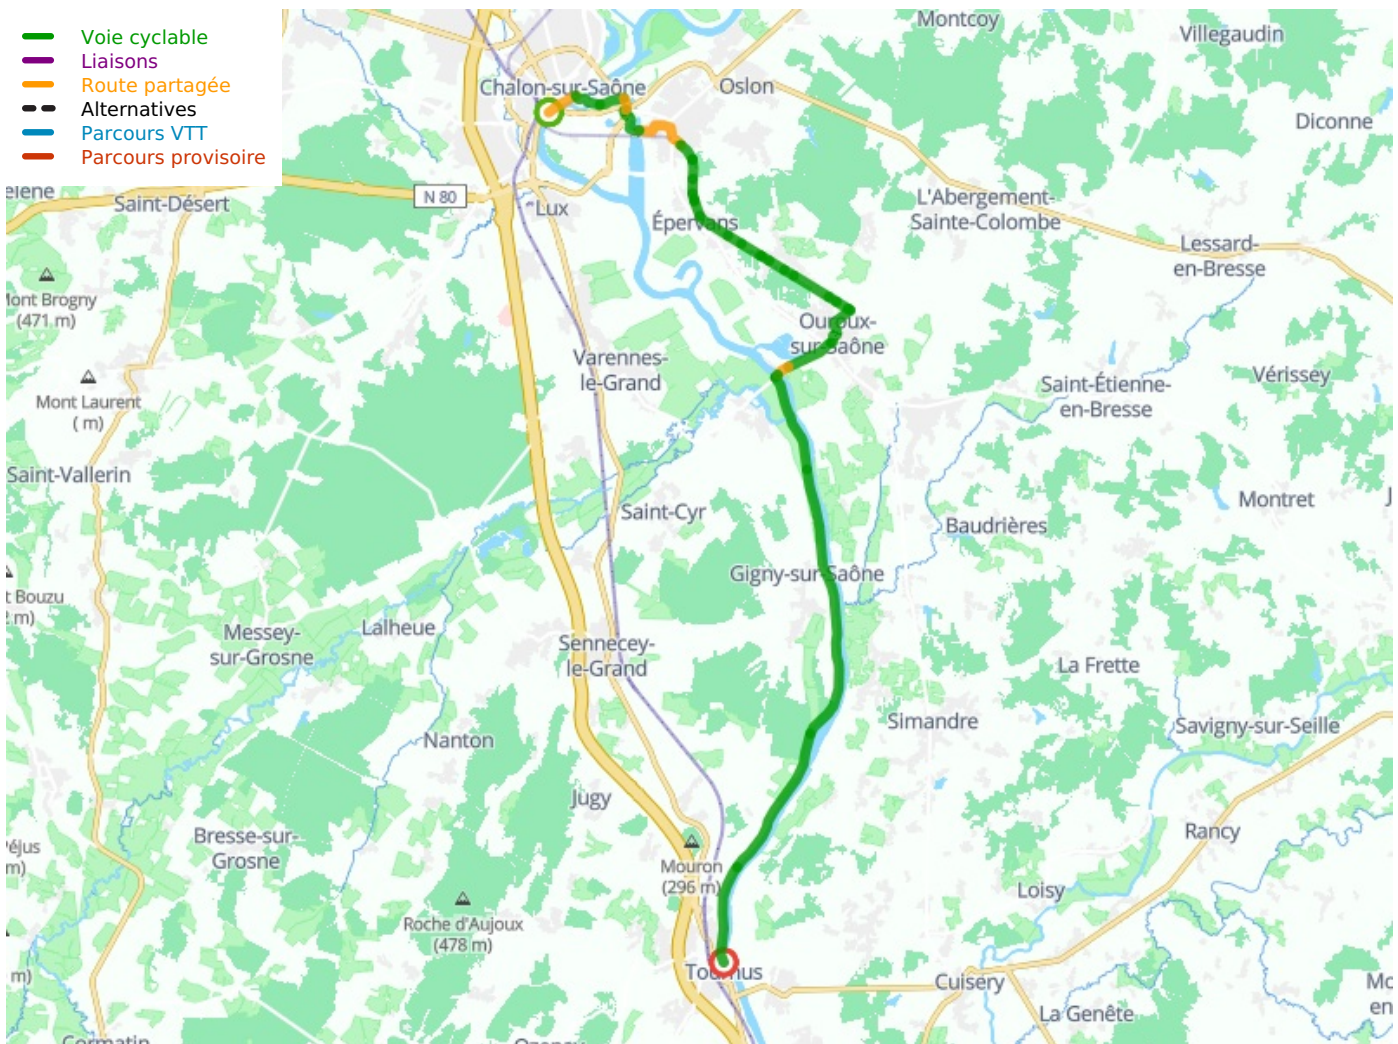 Voie cyclable
Liaisons
Route partagée
Alternatives
Parcours VTT
Parcours provisoire
Montcoy
Villegaudin
Chalon-sur-Saône
Oslon
Diconne
N 80
Saint-Désert
Lux
Épervans
L'Abergement-
Sainte-Colombe
Lessard-
en-Bresse
Mont Brogny
(471 m)
Ouroux-
sur-Saône
Varennes-
le-Grand
Saint-Étienne-
en-Bresse
Vérissey
Mont Laurent
( m)
Saint-Vallerin
Saint-Cyr
Baudrières
Montret
Gigny-sur-Saône
t Bouzu
m)
Messey-
sur-Grosne
Lalheue
Sennecey-
le-Grand
La Frette
Simandre
Savigny-sur-Seille
Nanton
Jugy
Bresse-sur-
Grosne
Rancy
Mouron
(296 m)
Loisy
Roche d'Aujoux
(478 m)
m)
Tournus
Cuisery
La Genête